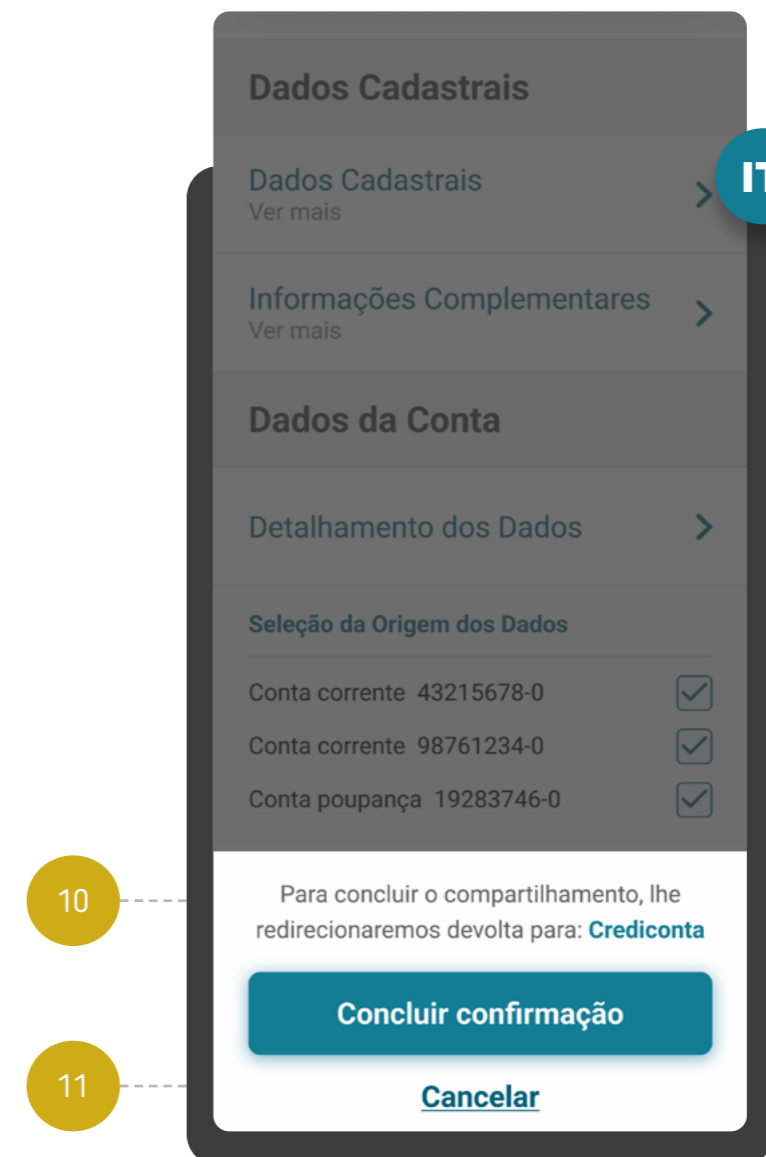 Dados Cadastrais
Dados Cadastrais
Ver mais
IT
Informações Complementares
Ver mais
Dados da Conta
Detalhamento dos Dados
Seleção da Origem dos Dados
Conta corrente 43215678-0
Conta corrente 98761234-0
Conta poupança 19283746-0
10
Para concluir o compartilhamento, lhe
redirecionaremos devolta para: Crediconta
Concluir confirmação
11
Cancelar